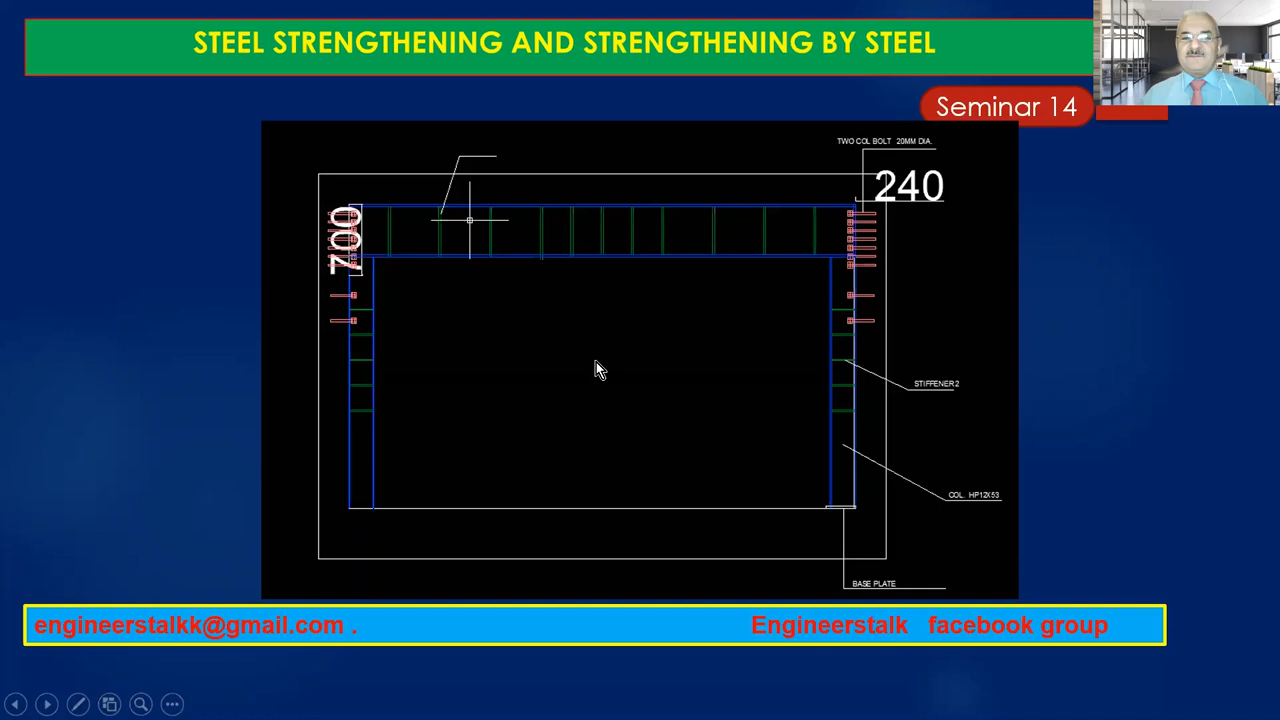 STEEL STRENGTHENING AND STRENGTHENING BY STEEL
Seminar 14
TWO COL BOLT 20MM DIA.
240
700
STIFFENER 2
COL. HP12X53
BASE PLATE
engineerstalkk@gmail.com .
Engineerstalk facebook group